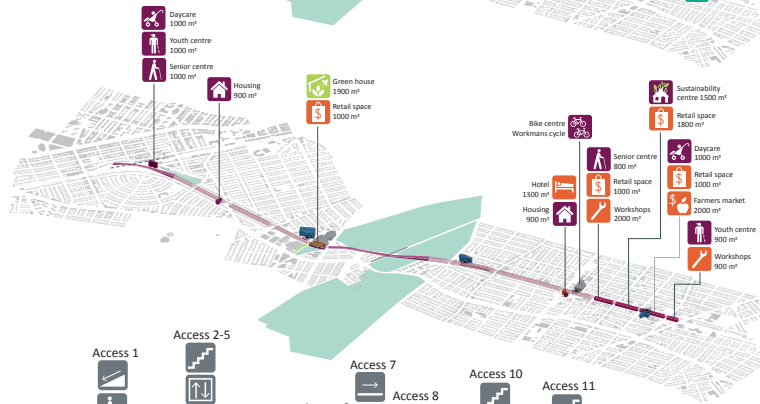 Daycare
1000 m²
Youth centre
1000 m²
Senior centre
1000 m²
Housing
900 m²
Green house
1900 m²
$
Retail space
1000 m²
Bike centre
Workmans cycle
Hotel
1300 m²
Housing
900 m²
Senior centre
800 m²
$
Retail space
1000 m²
Workshops
2000 m²
Sustainability
centre 1500 m²
$
Retail space
1800 m²
Daycare
1000 m²
$
Retail space
1000 m²
$
Farmers market
2000 m²
Youth centre
900 m²
Workshops
900 m²
Access 1
Access 2-5
Access 7
Access 8
Access 10
Access 11